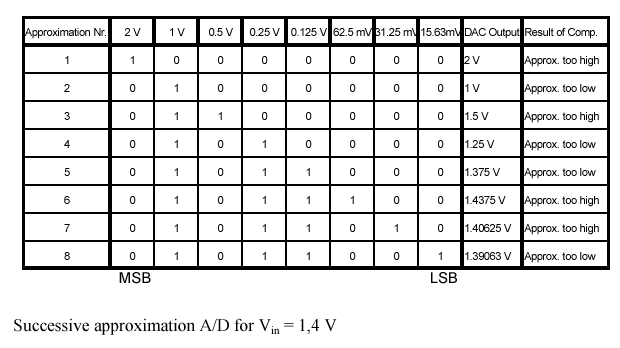 Approximation Nr. 2 V 1 V 0.5 V 0.25 V 0.125 V 62.5 mV 31.25 mV 15.63mV DAC Output Result of Comp.
1 1 0 0 0 0 0 0 0 2 V Approx. too high
2 0 1 0 0 0 0 0 0 1 V Approx. too low
3 0 1 1 0 0 0 0 0 1.5 V Approx. too high
4 0 1 0 1 0 0 0 0 1.25 V Approx. too low
5 0 1 0 1 1 0 0 0 1.375 V Approx. too low
6 0 1 0 1 1 1 0 0 1.4375 V Approx. too high
7 0 1 0 1 1 0 1 0 1.40625 V Approx. too high
8 0 1 0 1 1 0 0 1 1.39063 V Approx. too low
MSB LSB
Successive approximation A/D for Vin = 1,4 V